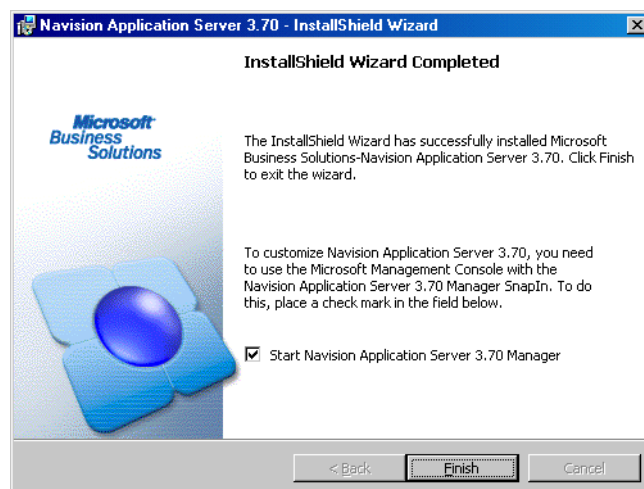 Navision Application Server 3.70 - InstallShield Wizard
InstallShield Wizard Completed
Microsoft
Business
Solutions
The InstallShield Wizard has successfully installed Microsoft
Business Solutions-Navision Application Server 3.70. Click Finish
to exit the wizard.
To customize Navision Application Server 3.70, you need
to use the Microsoft Management Console with the
Navision Application Server 3.70 Manager SnapIn. To do
this, place a check mark in the field below.
Start Navision Application Server 3.70 Manager
< Back
Finish
Cancel